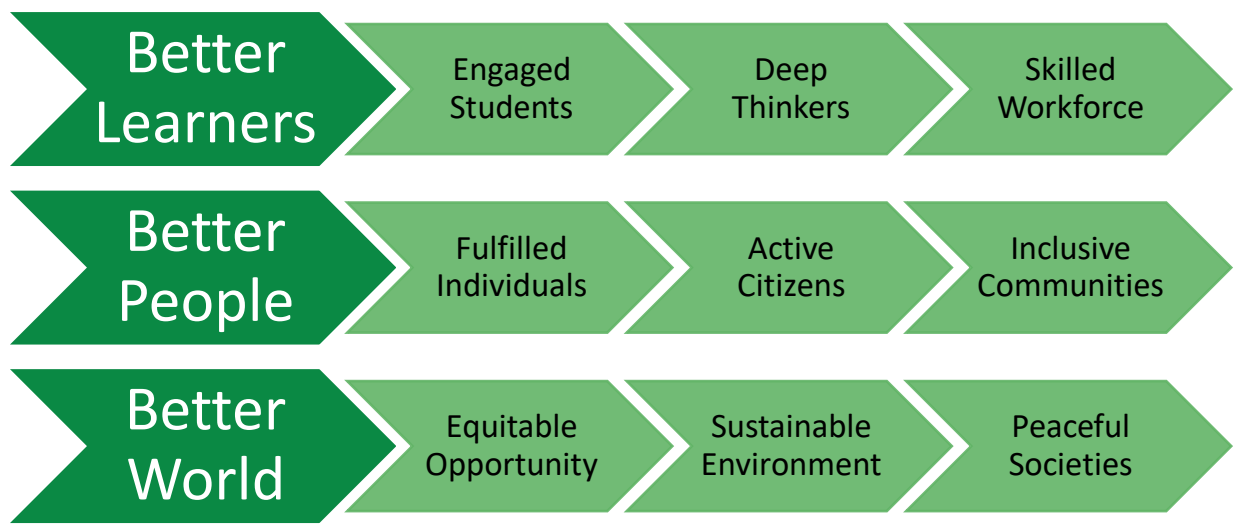 Better
Learners
Engaged
Students
Deep
Thinkers
Skilled
Workforce
Better
People
Fulfilled
Individuals
Active
Citizens
Inclusive
Communities
Better
World
Equitable
Opportunity
Sustainable
Environment
Peaceful
Societies